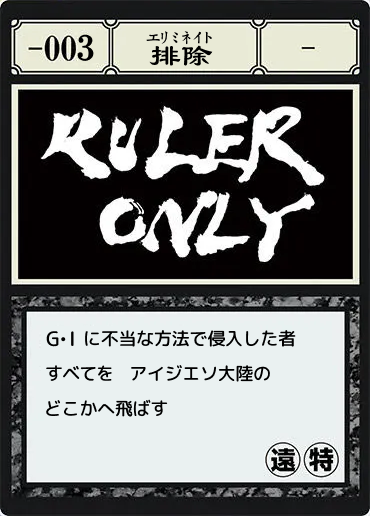 -003
エリミネイト
排除
-
RULER
ONLY
G・I に不当な方法で侵入した者
すべてを アイジエソ大陸の
どこかへ飛ばす
遠 特